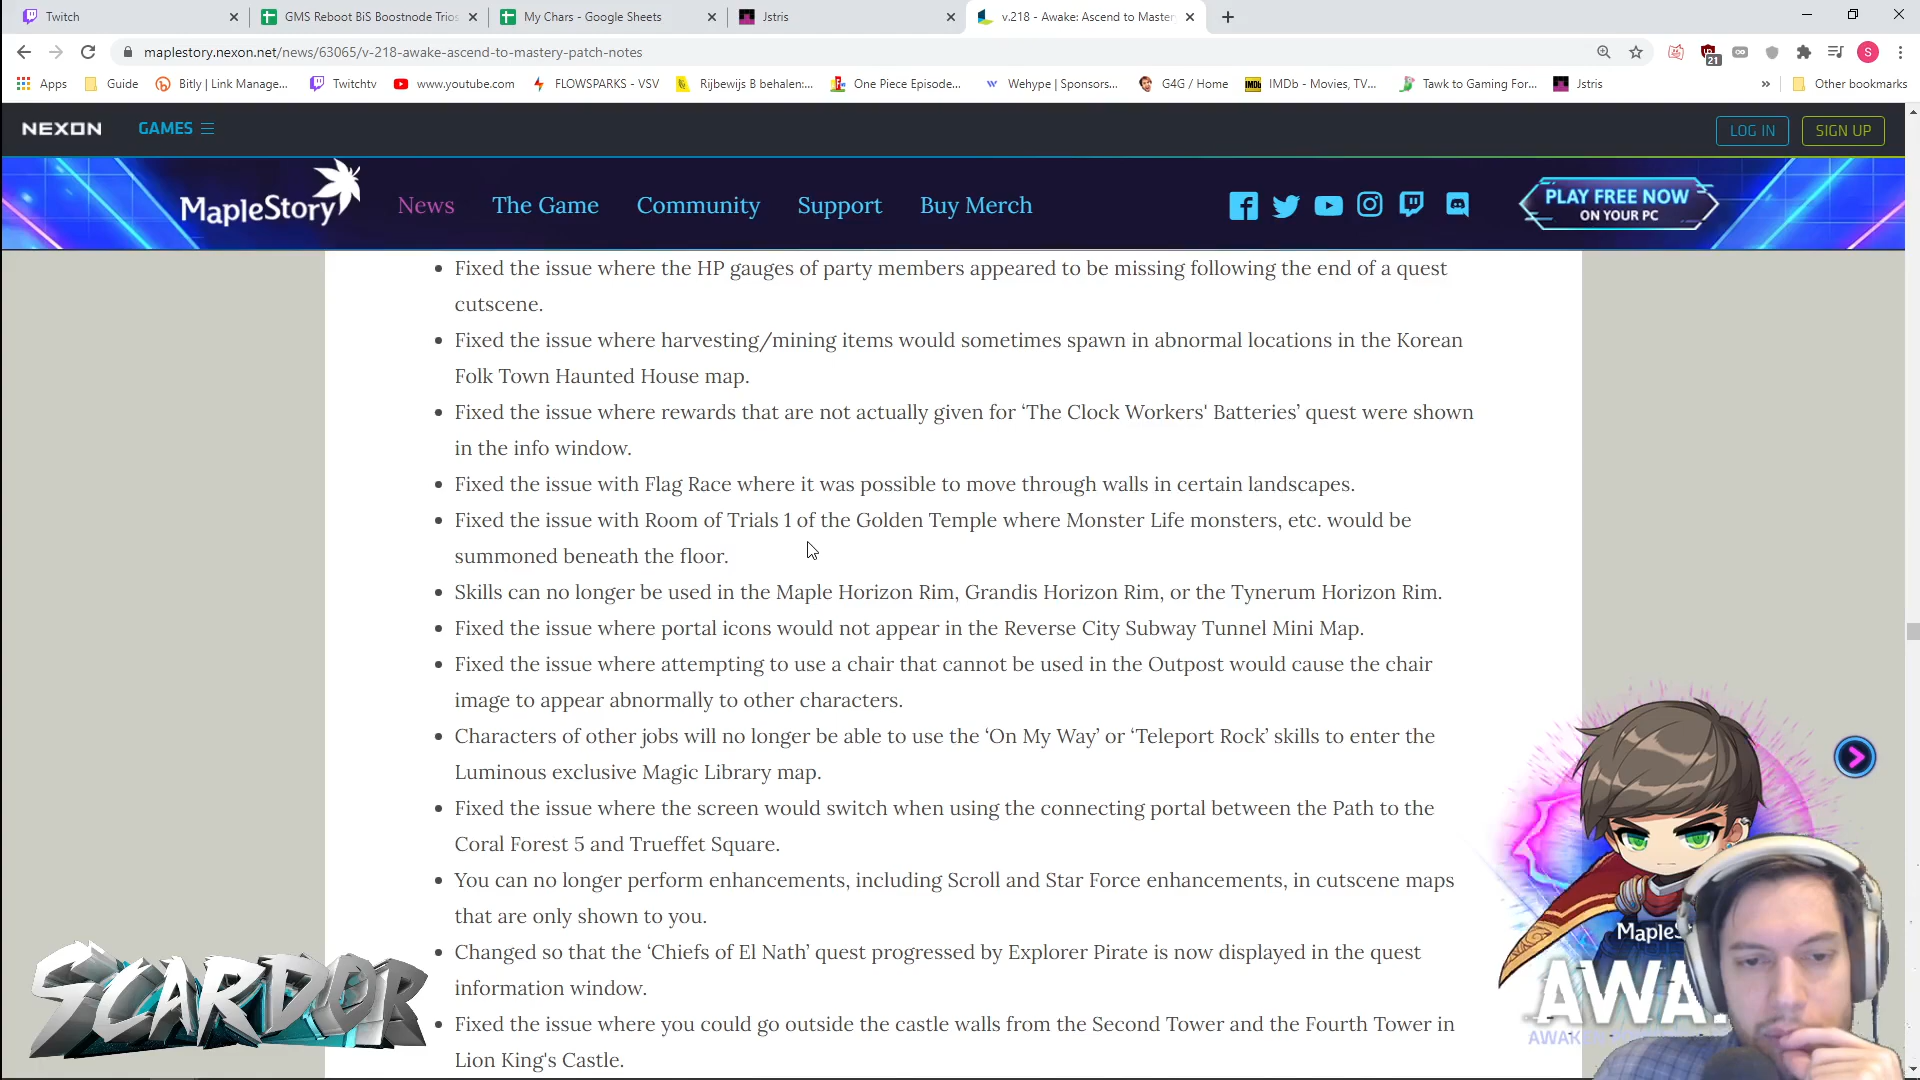 Twitch
GMS Reboot BiS Boostnode Trios
My Chars - Google Sheets
Jstris
v.218 - Awake: Ascend to Master
maplestory.nexon.net/news/63065/v-218-awake-ascend-to-mastery-patch-notes
21
S
Apps
Guide
Bitly | Link Manage...
Twitchtv
www.youtube.com
FLOWSPARKS - VSV
Rijbewijs B behalen:...
One Piece Episode...
Wehype | Sponsors...
G4G / Home
IMDb
IMDb - Movies, TV...
Tawk to Gaming For...
Jstris
»
Other bookmarks
NEXON
GAMES
LOG IN
SIGN UP
MapleStory
News
The Game
Community
Support
Buy Merch
PLAY FREE NOW
ON YOUR PC
• Fixed the issue where the HP gauges of party members appeared to be missing following the end of a quest
cutscene.
• Fixed the issue where harvesting/mining items would sometimes spawn in abnormal locations in the Korean
Folk Town Haunted House map.
• Fixed the issue where rewards that are not actually given for ‘The Clock Workers' Batteries’ quest were shown
in the info window.
• Fixed the issue with Flag Race where it was possible to move through walls in certain landscapes.
• Fixed the issue with Room of Trials 1 of the Golden Temple where Monster Life monsters, etc. would be
summoned beneath the floor.
• Skills can no longer be used in the Maple Horizon Rim, Grandis Horizon Rim, or the Tynerum Horizon Rim.
• Fixed the issue where portal icons would not appear in the Reverse City Subway Tunnel Mini Map.
• Fixed the issue where attempting to use a chair that cannot be used in the Outpost would cause the chair
image to appear abnormally to other characters.
• Characters of other jobs will no longer be able to use the ‘On My Way’ or ‘Teleport Rock’ skills to enter the
Luminous exclusive Magic Library map.
• Fixed the issue where the screen would switch when using the connecting portal between the Path to the
Coral Forest 5 and Trueffet Square.
• You can no longer perform enhancements, including Scroll and Star Force enhancements, in cutscene maps
that are only shown to you.
• Changed so that the ‘Chiefs of El Nath’ quest progressed by Explorer Pirate is now displayed in the quest
information window.
• Fixed the issue where you could go outside the castle walls from the Second Tower and the Fourth Tower in
Lion King's Castle.
SCARDOR
MapleS
AWA
AWAK